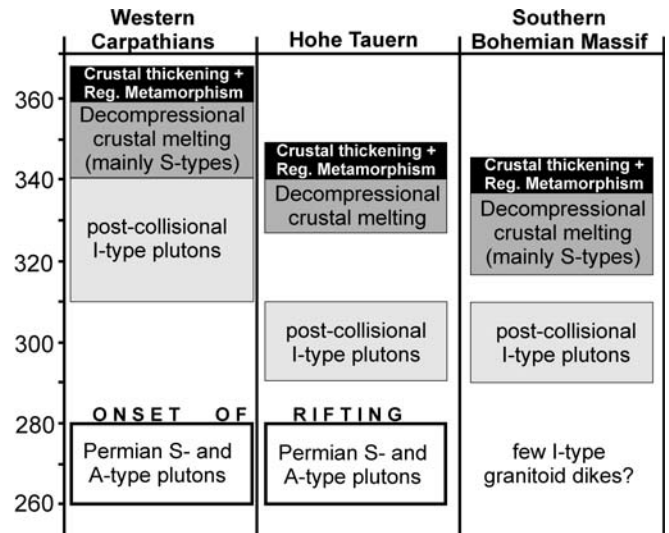 Western
Carpathians
Hohe Tauern
Southern
Bohemian Massif
360
340
320
300
280
260
Crustal thickening +
Reg. Metamorphism
Decompressional
crustal melting
(mainly S-types)
post-collisional
I-type plutons
Crustal thickening +
Reg. Metamorphism
Decompressional
crustal melting
post-collisional
I-type plutons
Crustal thickening +
Reg. Metamorphism
Decompressional
crustal melting
(mainly S-types)
post-collisional
I-type plutons
ONSET OF RIFTING
Permian S- and
A-type plutons
Permian S- and
A-type plutons
few I-type
granitoid dikes?